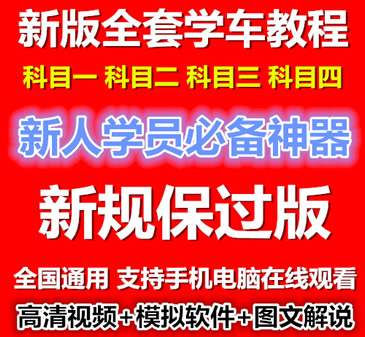 新版全套学车教程
科目一 科目二 科目三 科目四
新人学员必备神器
新规保过版
全国通用 支持手机电脑在线观看
高清视频+模拟软件+图文解说